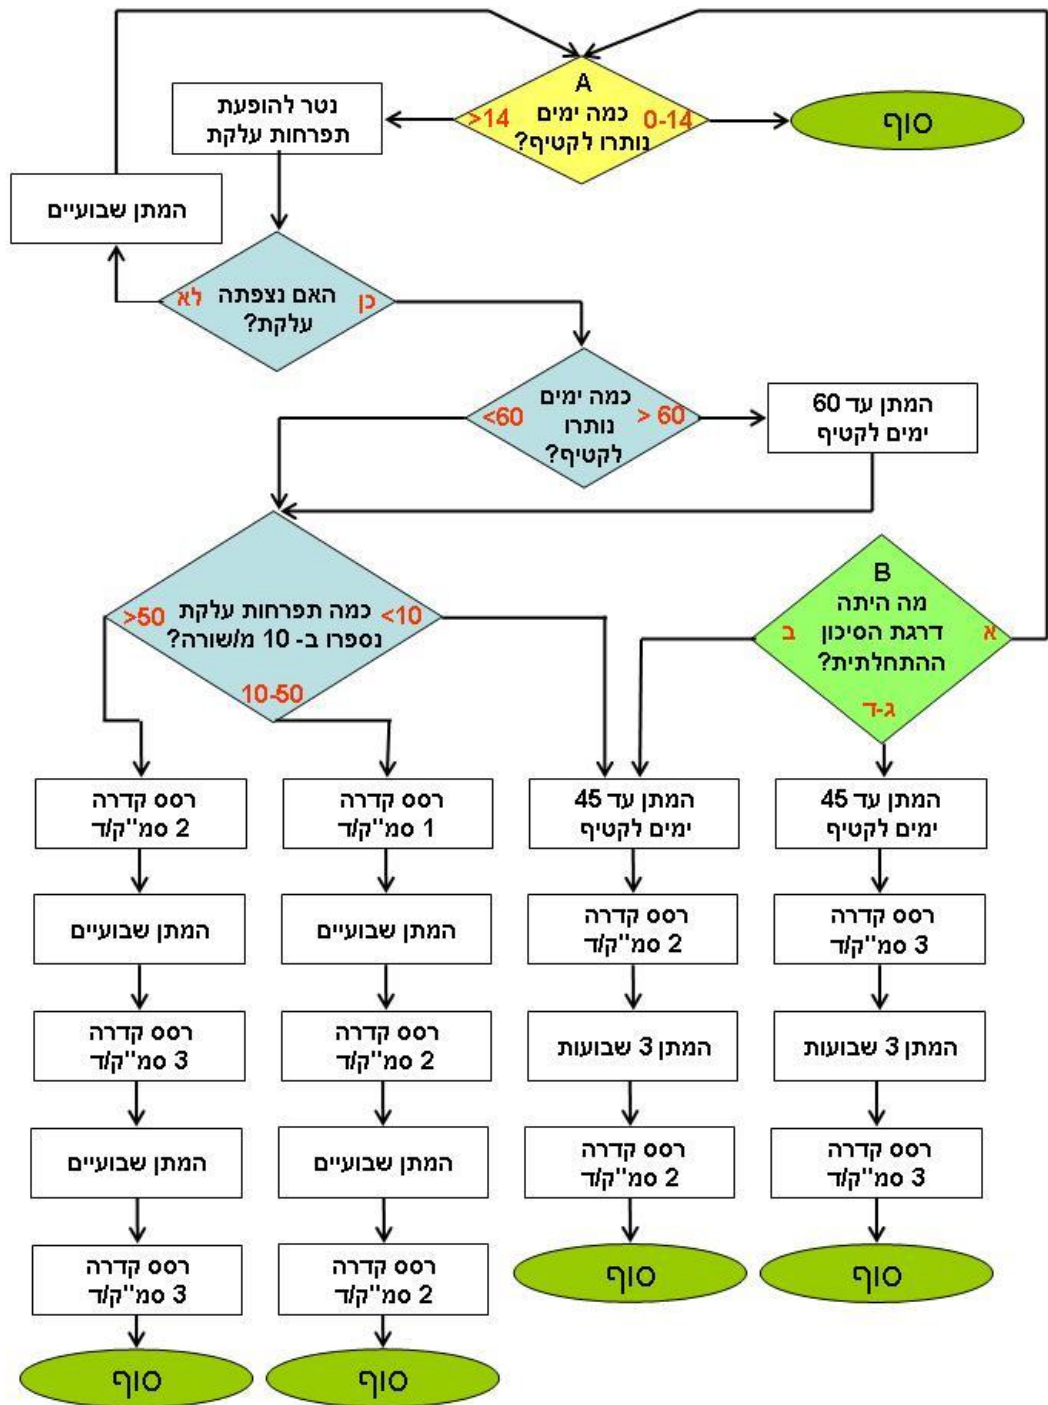 A
כמה ימים
נותרו לקטיף?
0-14
>14
סוף
נטר להופעת
תפרחות עלקת
המתן שבועיים
האם נצפתה
עלקת?
כן
לא
כמה ימים
נותרו
לקטיף?
> 60
<60
המתן עד 60
ימים לקטיף
כמה תפרחות עלקת
נספרו ב- 10 מ/שורה?
<10
>50
10-50
B
מה היתה
דרגת הסיכון
ההתחלתית?
א
ב
ג-ד
המתן עד 45
ימים לקטיף
רסס קדרה
3 סמ"ק/ד
המתן 3 שבועות
רסס קדרה
3 סמ"ק/ד
סוף
המתן עד 45
ימים לקטיף
רסס קדרה
2 סמ"ק/ד
המתן 3 שבועות
רסס קדרה
2 סמ"ק/ד
סוף
רסס קדרה
1 סמ"ק/ד
המתן שבועיים
רסס קדרה
2 סמ"ק/ד
המתן שבועיים
רסס קדרה
2 סמ"ק/ד
סוף
רסס קדרה
2 סמ"ק/ד
המתן שבועיים
רסס קדרה
3 סמ"ק/ד
המתן שבועיים
רסס קדרה
3 סמ"ק/ד
סוף